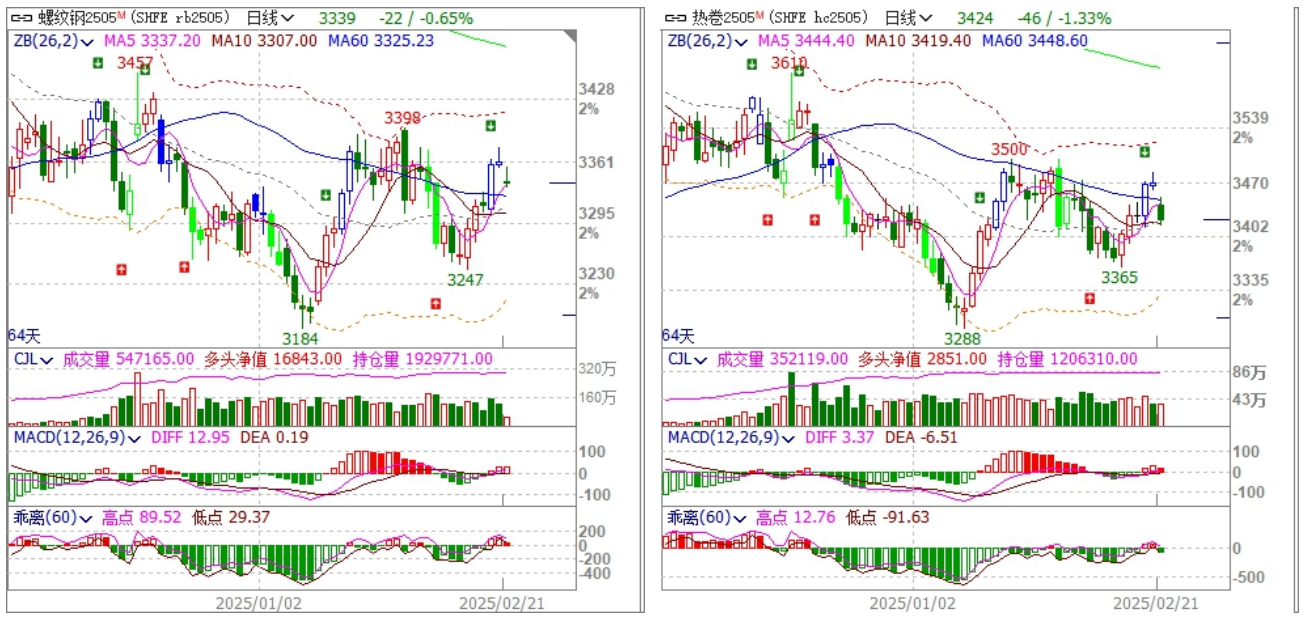 螺纹钢2505M (SHFE rb2505) 日线 3339 -22 / -0.65%
ZB(26,2) MA5 3337.20 MA10 3307.00 MA60 3325.23
3457
3428
2%
3398
3361
3295
2%
3247
3230
2%
3184
64天
CJL 成交量 547165.00 多头净值 16843.00 持仓量 1929771.00
320万
160万
MACD(12,26,9) DIFF 12.95 DEA 0.19
100
0
-100
乖离(60) 高点 89.52 低点 29.37
200
0
-200
-400
2025/01/02 2025/02/21
热卷2505M (SHFE hc2505) 日线 3424 -46 / -1.33%
ZB(26,2) MA5 3444.40 MA10 3419.40 MA60 3448.60
3610
3539
2%
3500
3470
3402
2%
3365
3335
2%
3288
64天
CJL 成交量 352119.00 多头净值 2851.00 持仓量 1206310.00
86万
43万
MACD(12,26,9) DIFF 3.37 DEA -6.51
100
0
-100
乖离(60) 高点 12.76 低点 -91.63
0
-500
2025/01/02 2025/02/21